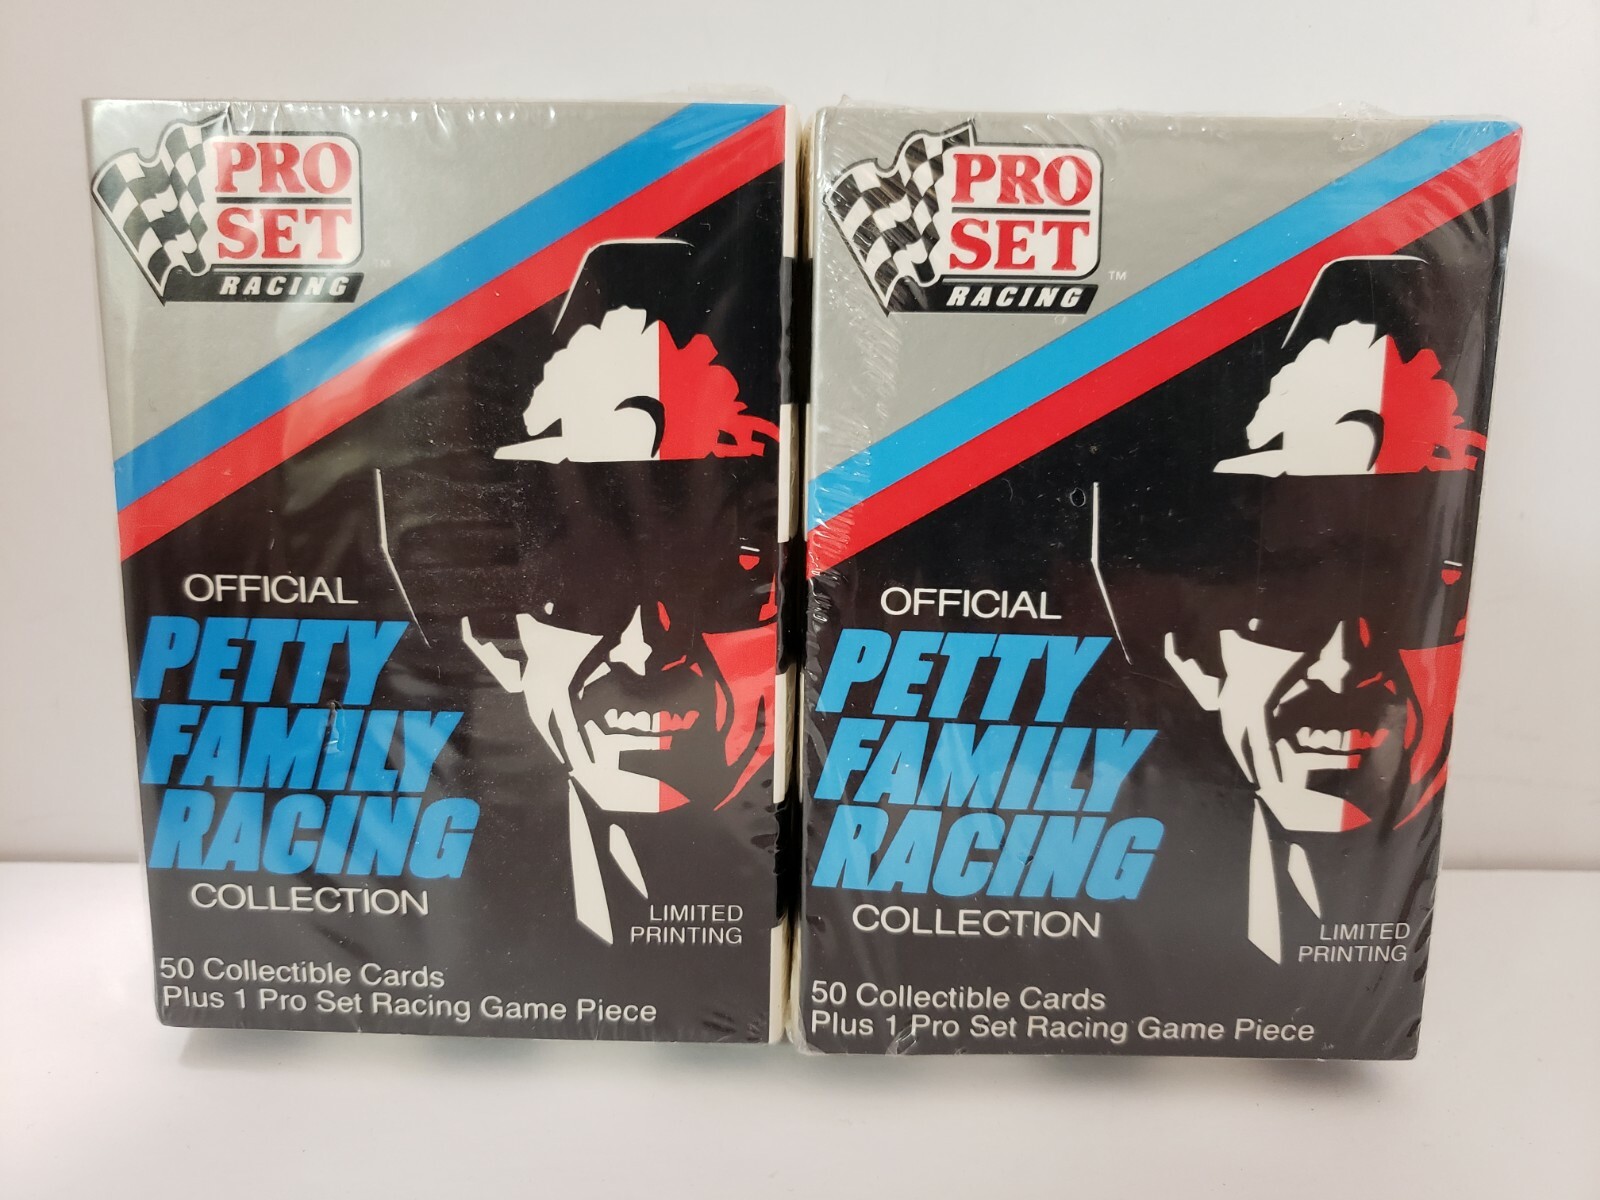 PRO
SET
RACING
TM
OFFICIAL
PETTY
FAMILY
RACING
COLLECTION
LIMITED
PRINTING
50 Collectible Cards
Plus 1 Pro Set Racing Game Piece
PRO
SET
RACING
TM
OFFICIAL
PETTY
FAMILY
RACING
COLLECTION
LIMITED
PRINTING
50 Collectible Cards
Plus 1 Pro Set Racing Game Piece